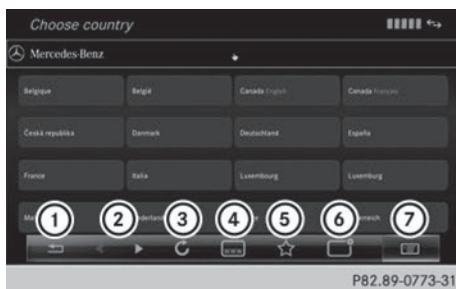 Choose country
Mercedes-Benz
Belgique België Canada English Canada Français
Česká republika Danmark Deutschland España
France Italia Luxembourg Luxemburg
1 2 3 4 5 6 7
P82.89-0773-31